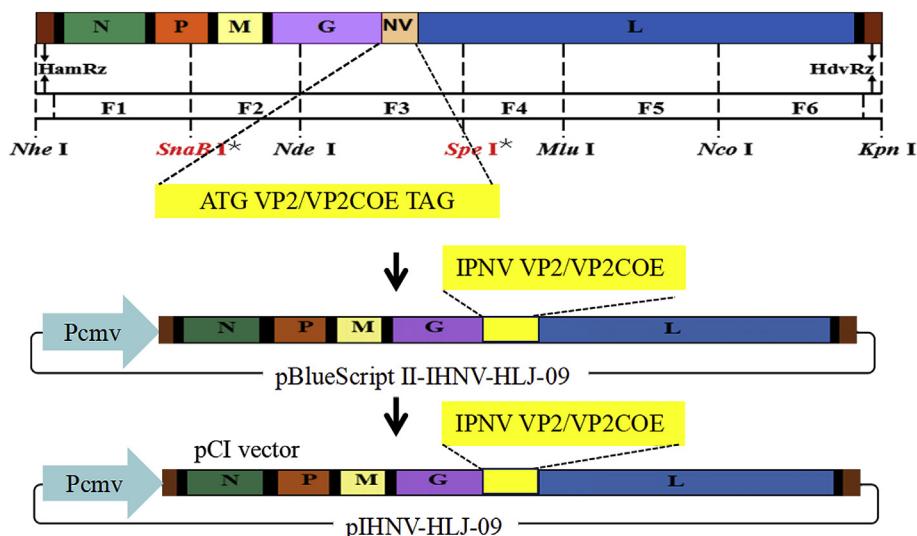 N P M G NV L
HamRz HdvRz
F1 F2 F3 F4 F5 F6
Nhe I SnaB I* Nde I Spe I* Mlu I Nco I Kpn I
ATG VP2/VP2COE TAG
IPNV VP2/VP2COE
Pcmv N P M G L
pBlueScript II-IHNV-HLJ-09
IPNV VP2/VP2COE
pCI vector
Pcmv N P M G L
pIHNV-HLJ-09